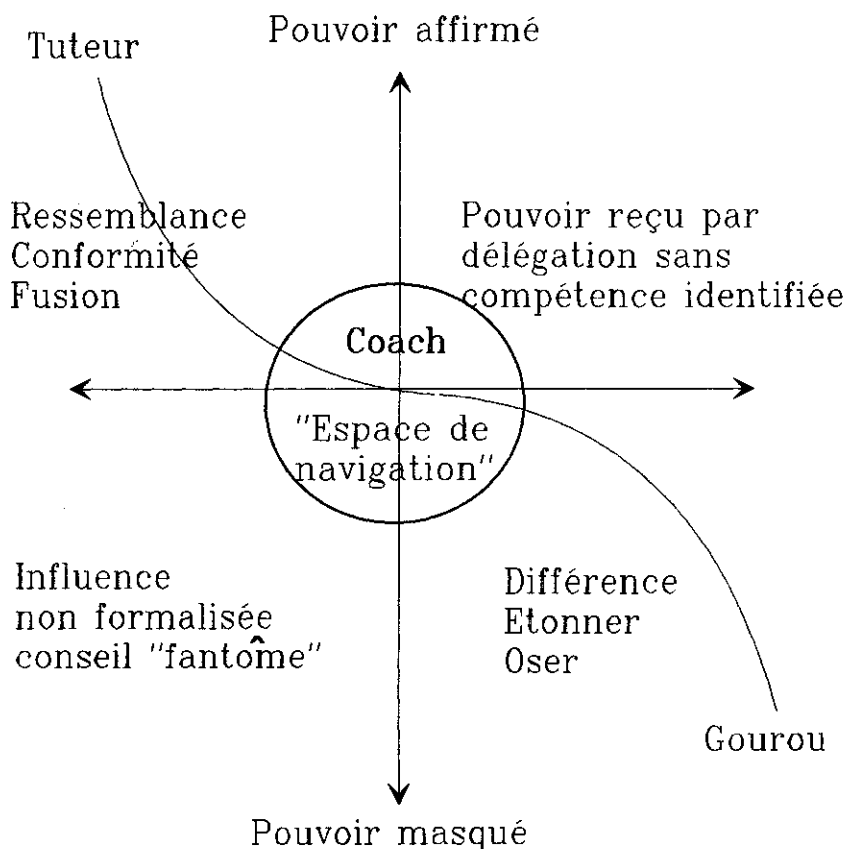 Pouvoir affirmé
Tuteur
Ressemblance
Conformité
Fusion
Pouvoir reçu par
délégation sans
compétence identifiée
Coach
"Espace de
navigation"
Influence
non formalisée
conseil "fantôme"
Différence
Etonner
Oser
Gourou
Pouvoir masqué